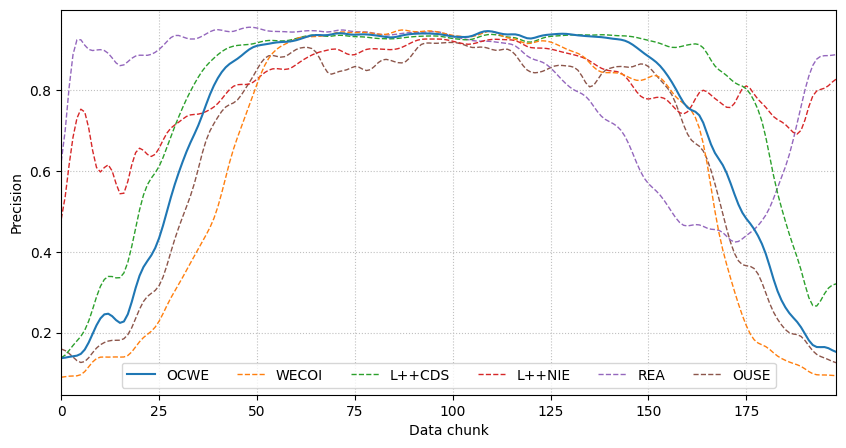 Precision
0.8
0.6
0.4
0.2
OCWE WECOI L++CDS L++NIE REA OUSE
0 25 50 75 100 125 150 175
Data chunk